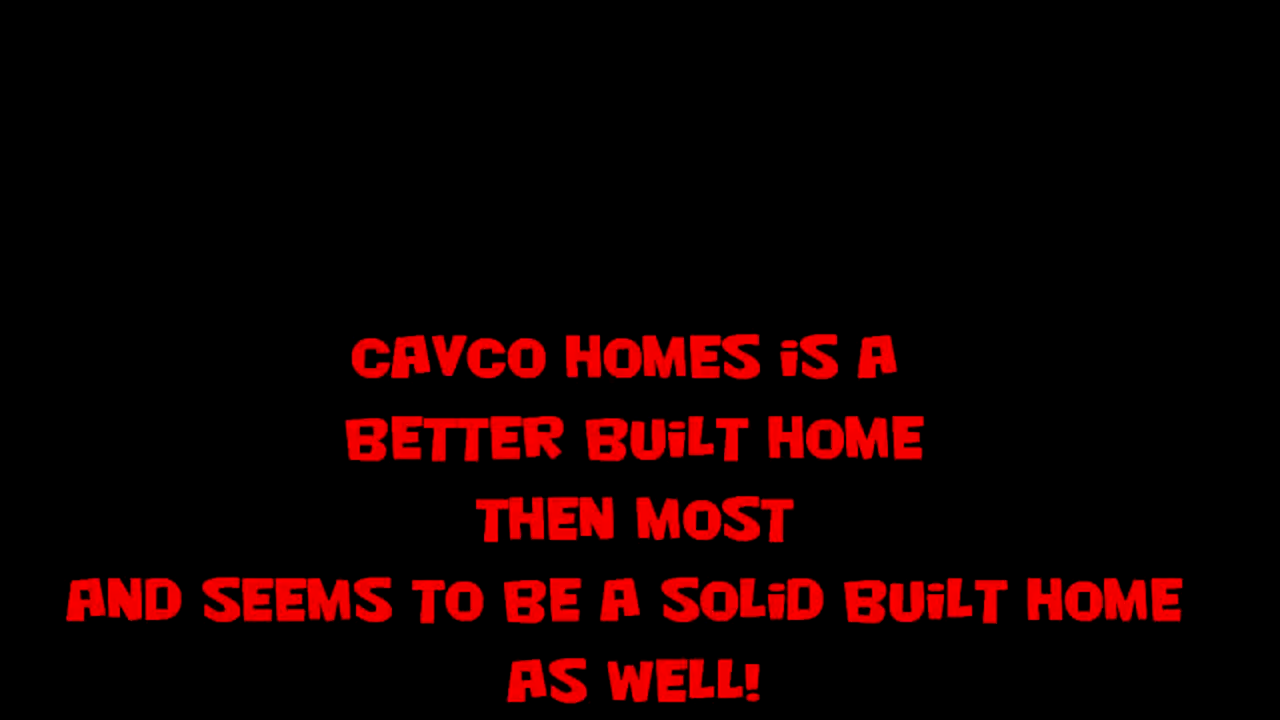 CAVCO HOMES iS A
BETTER BUiLT HOME
THEN MOST
AND SEEMS TO BE A SOLiD BUiLT HOME
AS WELL!